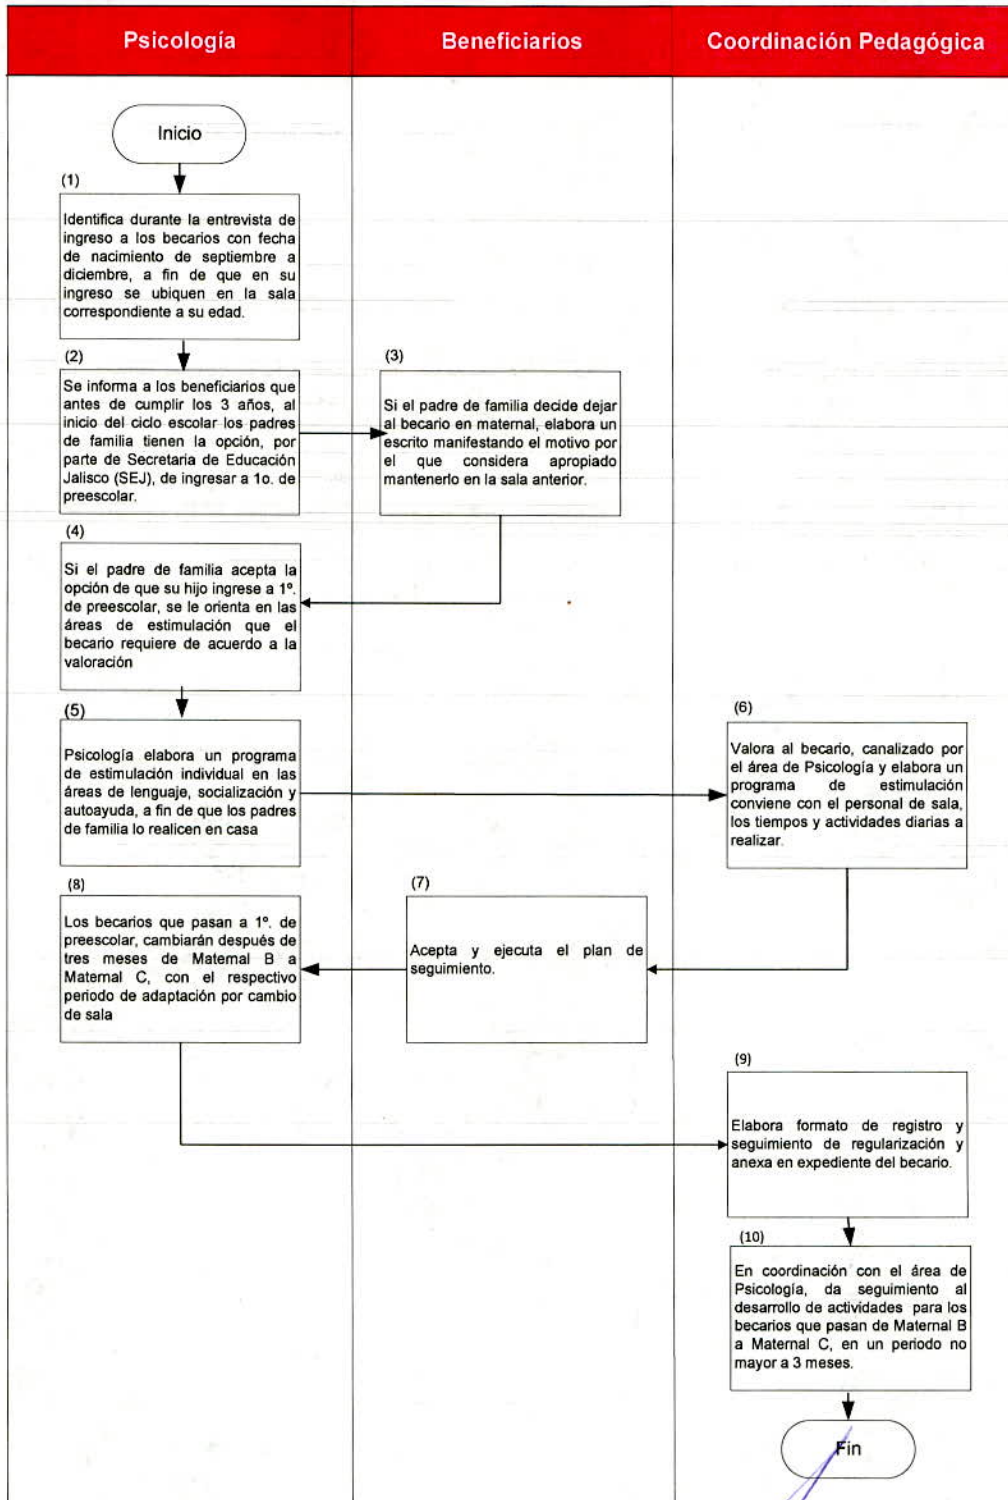 Psicología
Beneficiarios
Coordinación Pedagógica
Inicio
(1)
Identifica durante la entrevista de
ingreso a los becarios con fecha
de nacimiento de septiembre a
diciembre, a fin de que en su
ingreso se ubiquen en la sala
correspondiente a su edad.
(2)
Se informa a los beneficiarios que
antes de cumplir los 3 años, al
inicio del ciclo escolar los padres
de familia tienen la opción, por
parte de Secretaria de Educación
Jalisco (SEJ), de ingresar a 1o. de
preescolar.
(3)
Si el padre de familia decide dejar
al becario en maternal, elabora un
escrito manifestando el motivo por
el que considera apropiado
mantenerlo en la sala anterior.
(4)
Si el padre de familia acepta la
opción de que su hijo ingrese a 1º.
de preescolar, se le orienta en las
áreas de estimulación que el
becario requiere de acuerdo a la
valoración
(5)
Psicología elabora un programa
de estimulación individual en las
áreas de lenguaje, socialización y
autoayuda, a fin de que los padres
de familia lo realicen en casa
(6)
Valora al becario, canalizado por
el área de Psicología y elabora un
programa de estimulación
conviene con el personal de sala,
los tiempos y actividades diarias a
realizar.
(7)
Acepta y ejecuta el plan de
seguimiento.
(8)
Los becarios que pasan a 1º. de
preescolar, cambiarán después de
tres meses de Maternal B a
Maternal C, con el respectivo
periodo de adaptación por cambio
de sala
(9)
Elabora formato de registro y
seguimiento de regularización y
anexa en expediente del becario.
(10)
En coordinación con el área de
Psicología, da seguimiento al
desarrollo de actividades para los
becarios que pasan de Maternal B
a Maternal C, en un periodo no
mayor a 3 meses.
Fin